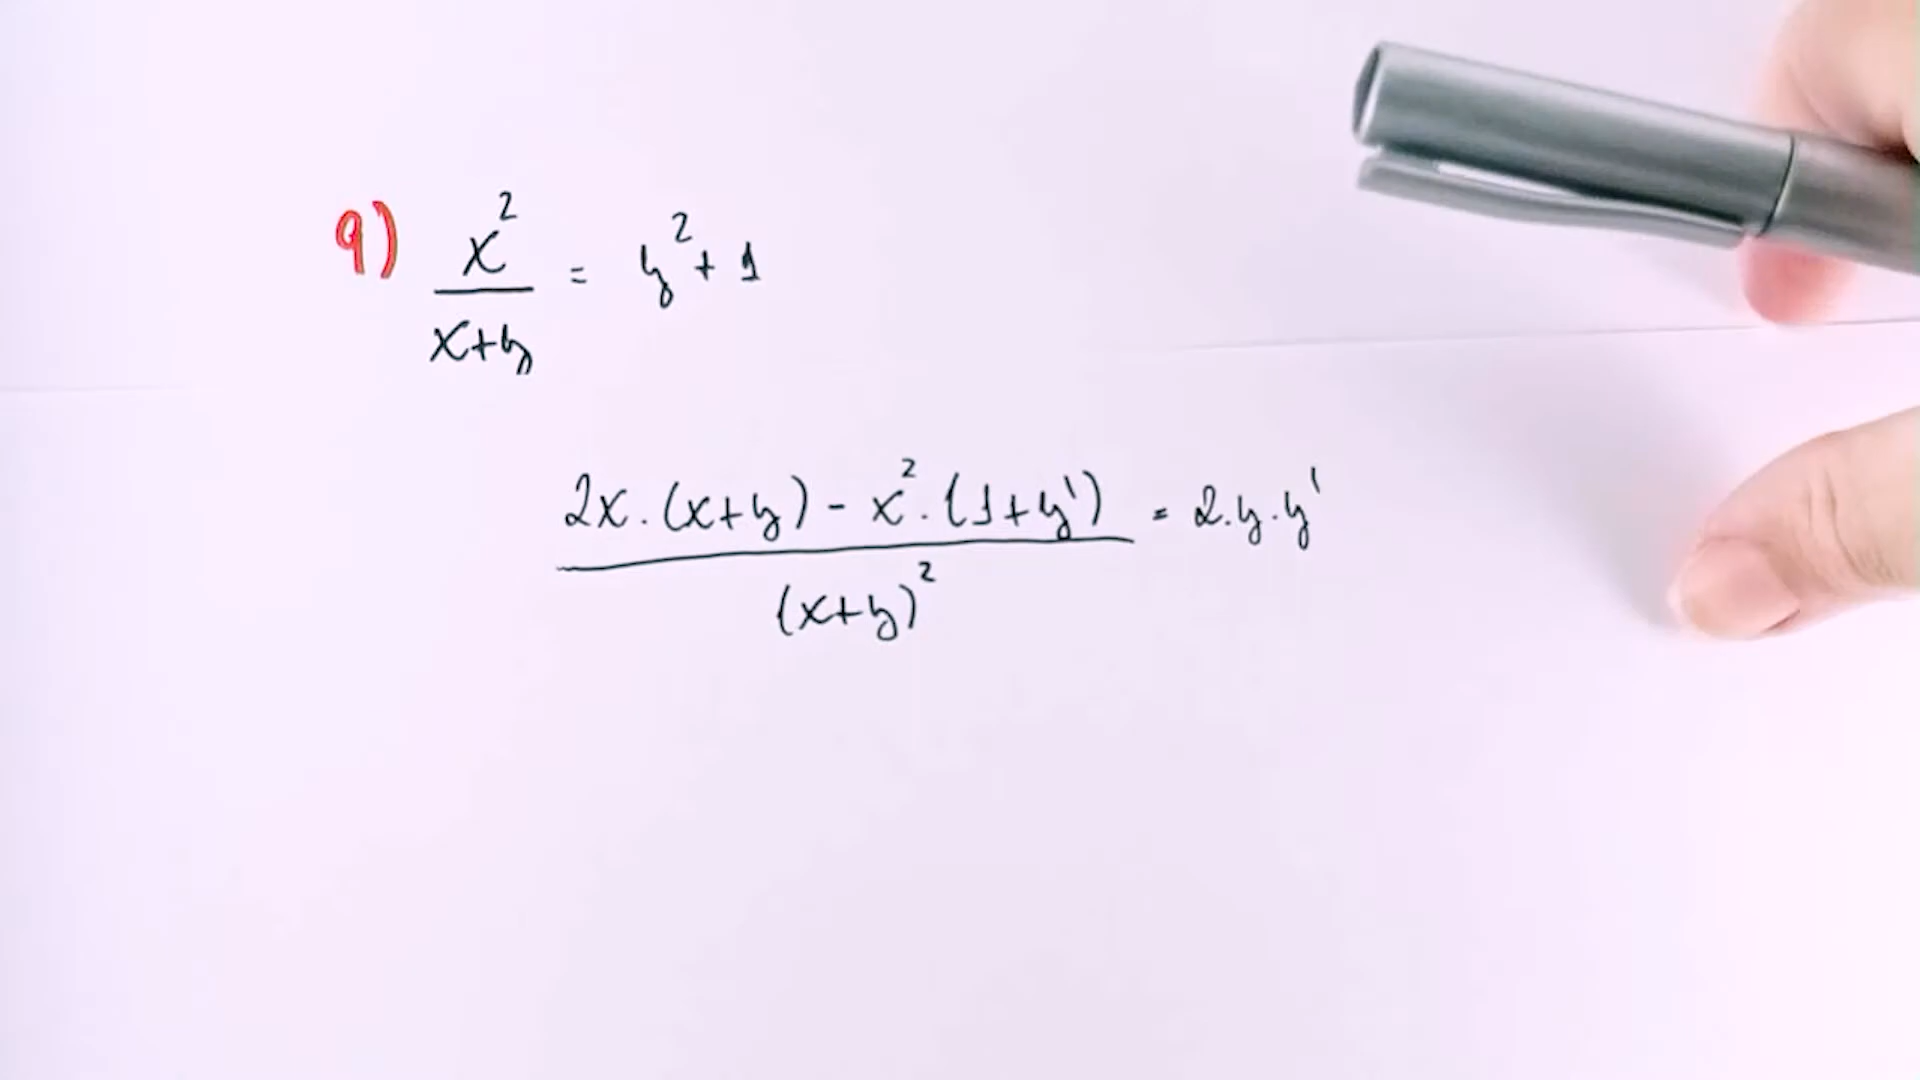 9) x²/(x+y) = y² + 1
(2x.(x+y) - x².(1+y'))/(x+y)² = 2.y.y'